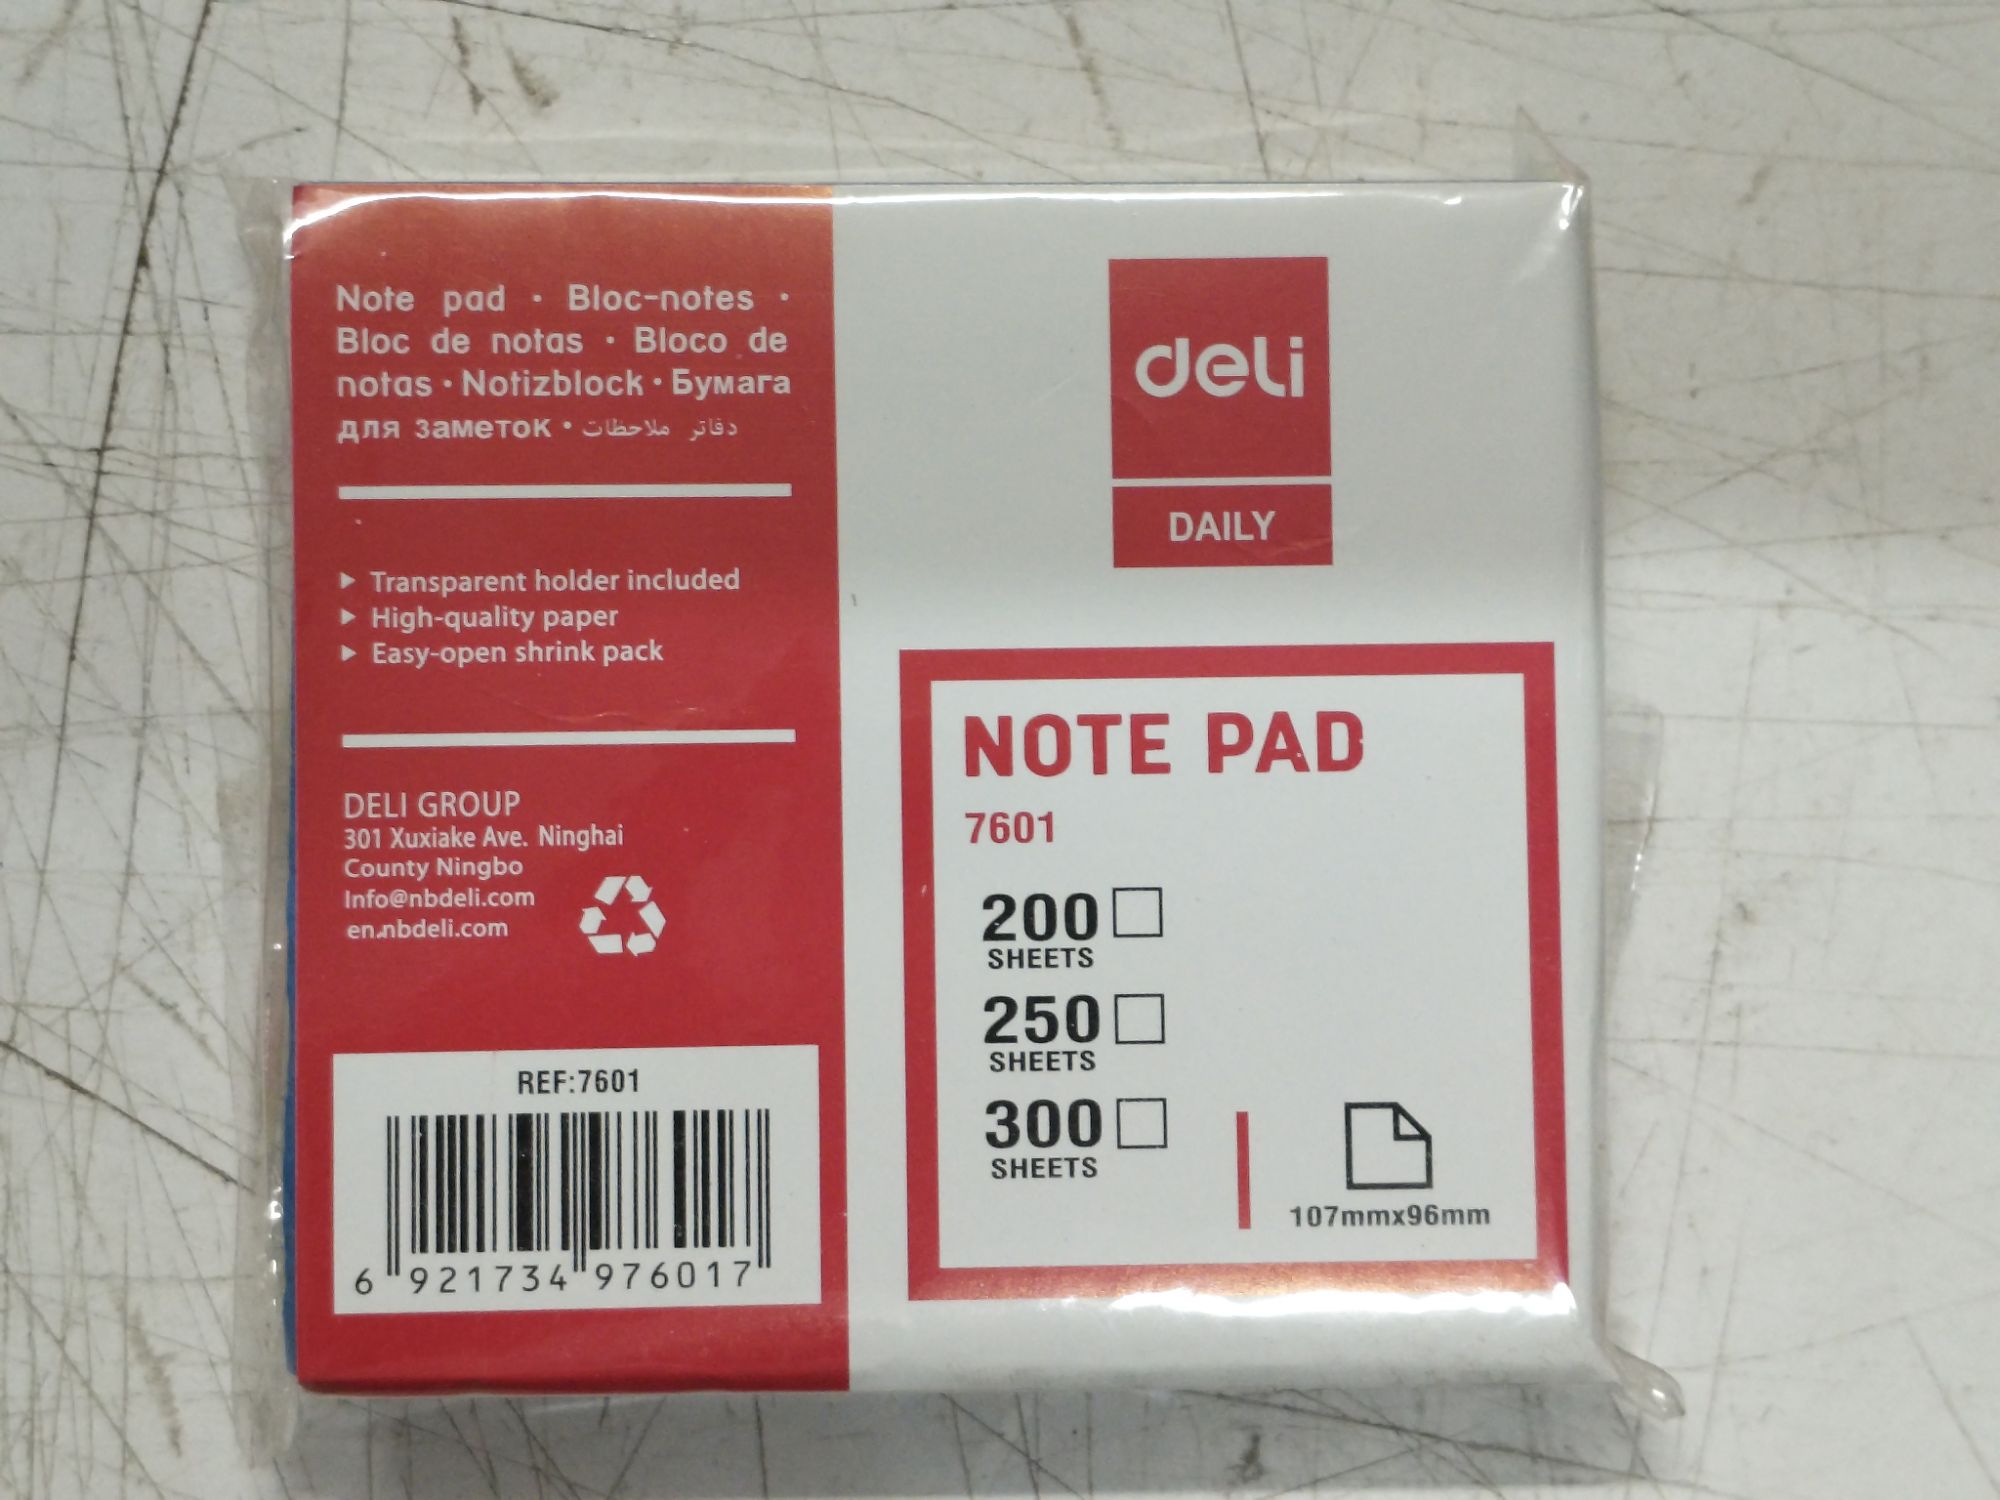 Note pad · Bloc-notes ·
Bloc de notas · Bloco de
notas · Notizblock · Бумага
для заметок · دفاتر ملاحظات
Transparent holder included
High-quality paper
Easy-open shrink pack
DELI GROUP
301 Xuxiake Ave. Ninghai
County Ningbo
Info@nbdeli.com
en.nbdeli.com
REF:7601
6 921734 976017
deli
DAILY
NOTE PAD
7601
200
SHEETS
250
SHEETS
300
SHEETS
107mmx96mm